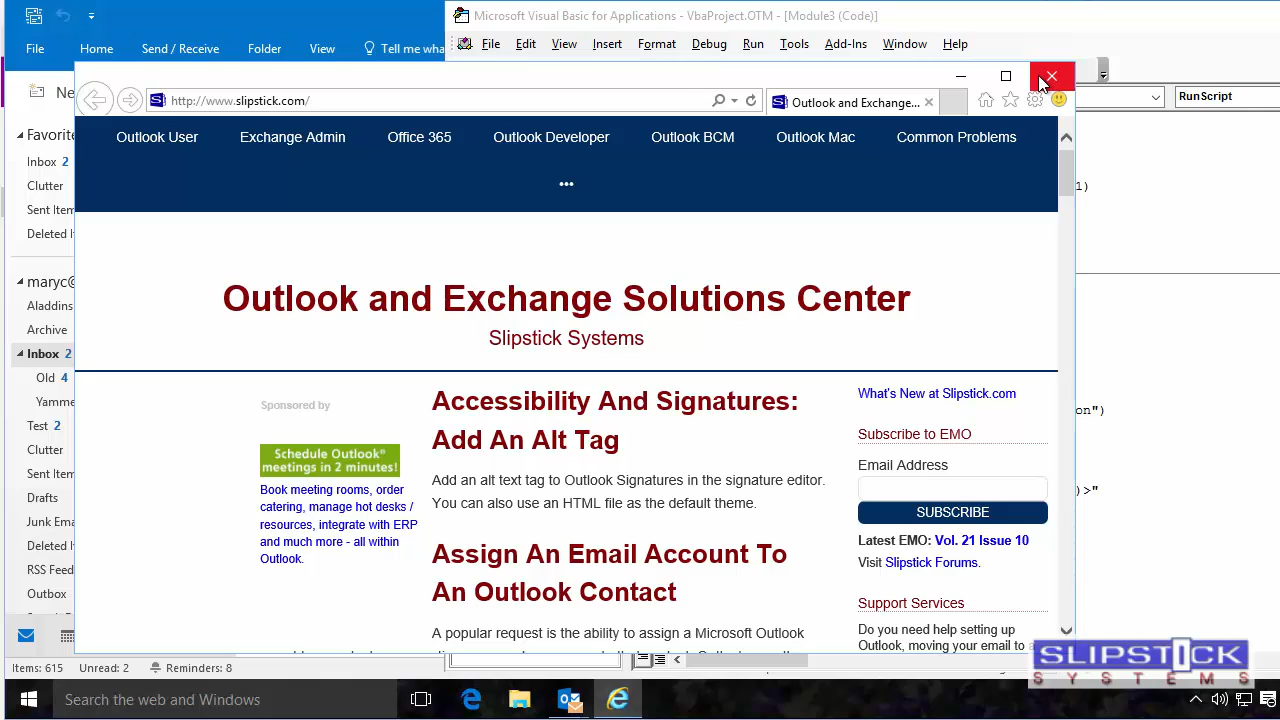 Microsoft Visual Basic for Applications - VbaProject.OTM - [Module3 (Code)]
File Home Send / Receive Folder View Tell me wha
File Edit View Insert Format Debug Run Tools Add-Ins Window Help
Ne
http://www.slipstick.com/
Outlook and Exchange...
RunScript
Outlook User Exchange Admin Office 365 Outlook Developer Outlook BCM Outlook Mac Common Problems
•••
Favorite
Inbox 2
Clutter
Sent Item
Deleted I
maryc@
Aladdins
Archive
Inbox 2
Old 4
Yamme
Test 2
Clutter
Sent Item
Drafts
Junk Ema
Deleted I
RSS Feed
Outbox
1)
on")
)>"
Outlook and Exchange Solutions Center
Slipstick Systems
Sponsored by
Schedule Outlook®
meetings in 2 minutes!
Book meeting rooms, order
catering, manage hot desks /
resources, integrate with ERP
and much more - all within
Outlook.
Accessibility And Signatures:
Add An Alt Tag
Add an alt text tag to Outlook Signatures in the signature editor.
You can also use an HTML file as the default theme.
Assign An Email Account To
An Outlook Contact
A popular request is the ability to assign a Microsoft Outlook
What's New at Slipstick.com
Subscribe to EMO
Email Address
SUBSCRIBE
Latest EMO: Vol. 21 Issue 10
Visit Slipstick Forums.
Support Services
Do you need help setting up
Outlook, moving your email to a
SLIPSTICK
SYSTEMS
Items: 615 Unread: 2 Reminders: 8
Search the web and Windows